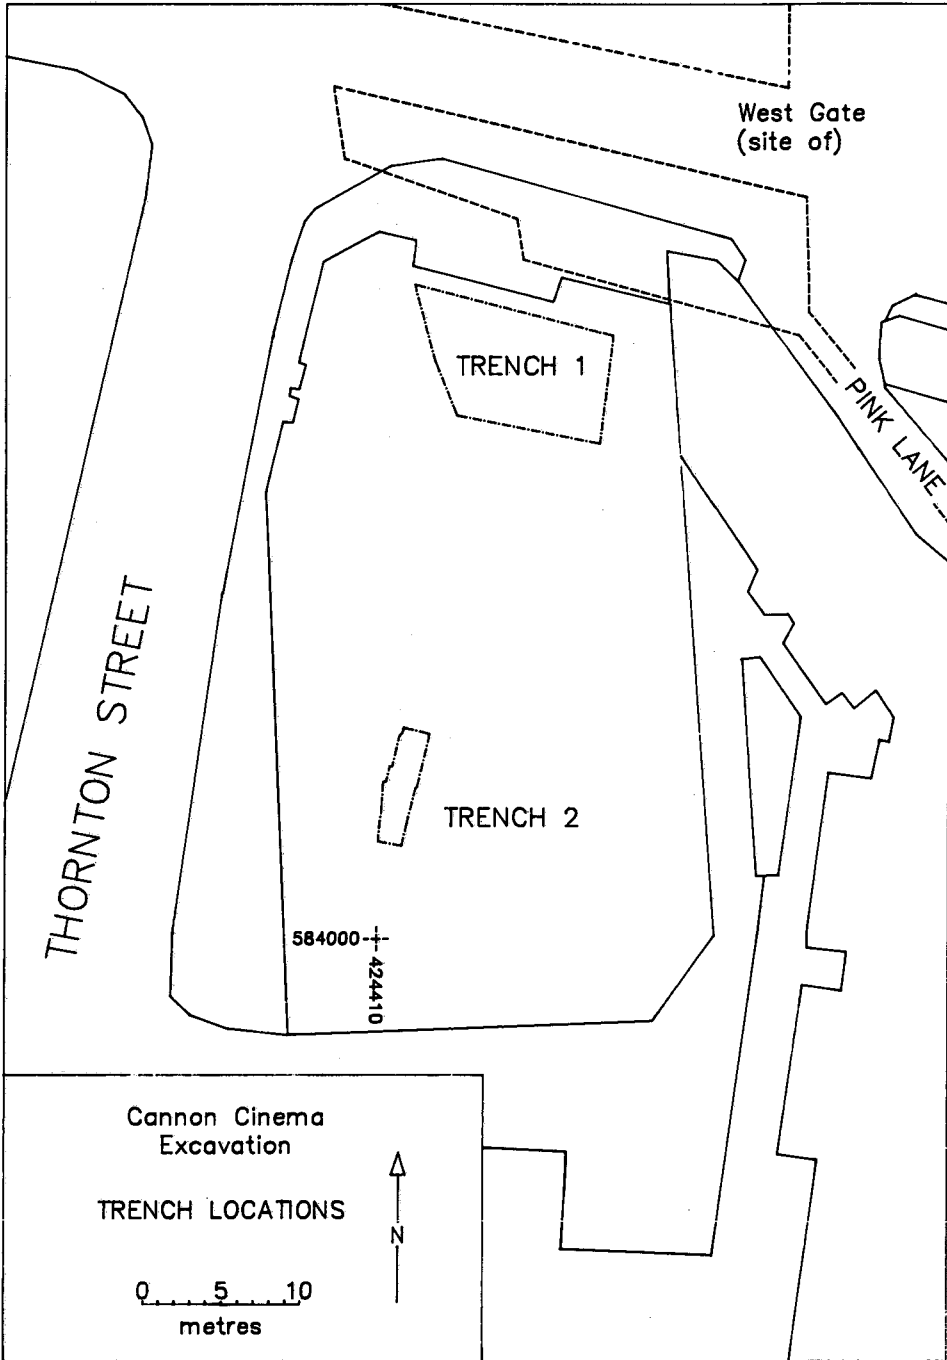 West Gate
(site of)
TRENCH 1
PINK LANE
THORNTON STREET
TRENCH 2
584000
424410
Cannon Cinema
Excavation
TRENCH LOCATIONS
N
0 5 10
metres